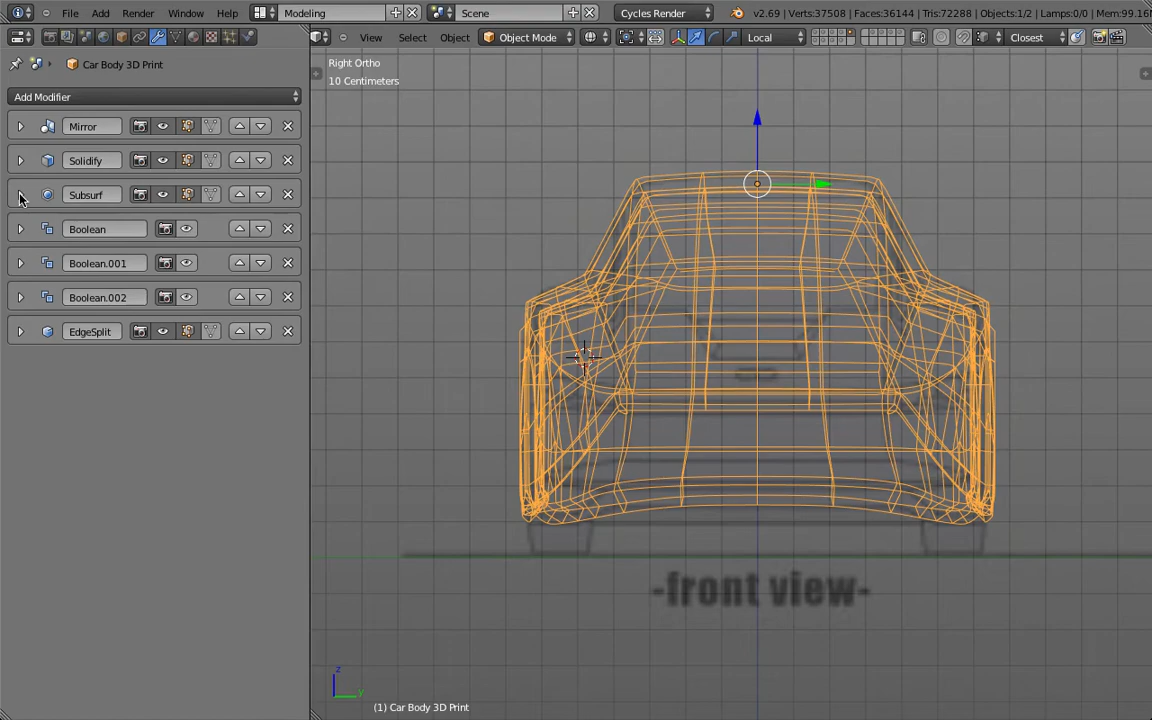 File Add Render Window Help Modeling Scene Cycles Render v2.69 | Verts:37508 | Faces:36144 | Tris:72288 | Objects:1/2 | Lamps:0/0 | Mem:99.16
View Select Object Object Mode Local Closest
Car Body 3D Print
Add Modifier
Mirror
Solidify
Subsurf
Boolean
Boolean.001
Boolean.002
EdgeSplit
Right Ortho
10 Centimeters
-front view-
z
y
(1) Car Body 3D Print